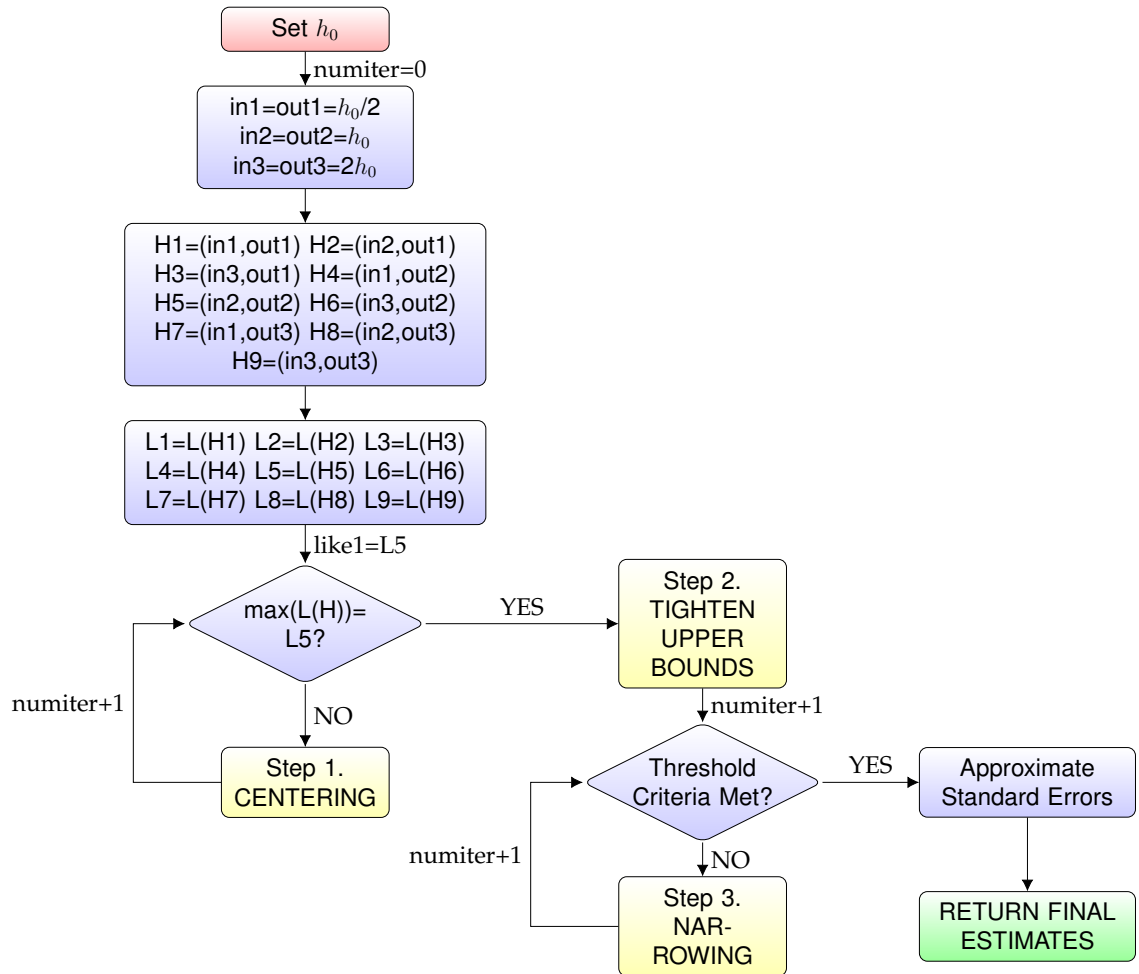 Set h₀
numiter=0
in1=out1=h₀/2
in2=out2=h₀
in3=out3=2h₀
H1=(in1,out1) H2=(in2,out1)
H3=(in3,out1) H4=(in1,out2)
H5=(in2,out2) H6=(in3,out2)
H7=(in1,out3) H8=(in2,out3)
H9=(in3,out3)
L1=L(H1) L2=L(H2) L3=L(H3)
L4=L(H4) L5=L(H5) L6=L(H6)
L7=L(H7) L8=L(H8) L9=L(H9)
like1=L5
max(L(H))=
L5?
YES
NO
numiter+1
Step 1.
CENTERING
Step 2.
TIGHTEN
UPPER
BOUNDS
numiter+1
Threshold
Criteria Met?
YES
NO
numiter+1
Step 3.
NAR-
ROWING
Approximate
Standard Errors
RETURN FINAL
ESTIMATES